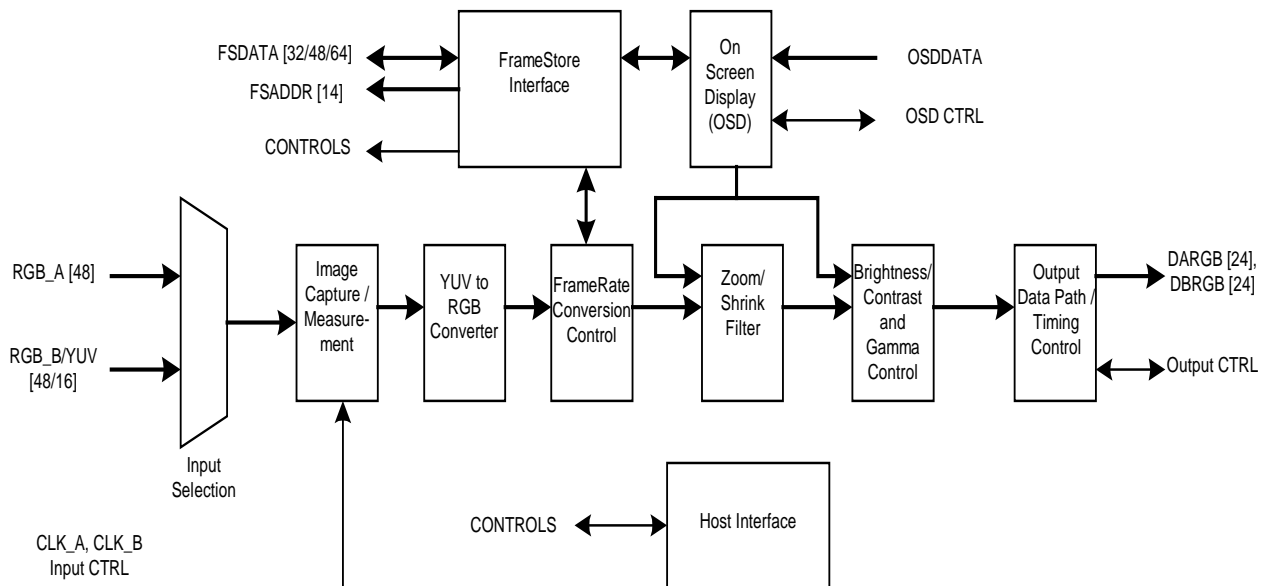 FSDATA [32/48/64]
FSADDR [14]
CONTROLS
FrameStore
Interface
On
Screen
Display
(OSD)
OSDDATA
OSD CTRL
RGB_A [48]
RGB_B/YUV
[48/16]
Input
Selection
Image
Capture /
Measure-
ment
YUV to
RGB
Converter
FrameRate
Conversion
Control
Zoom/
Shrink
Filter
Brightness/
Contrast
and
Gamma
Control
Output
Data Path /
Timing
Control
DARGB [24],
DBRGB [24]
Output CTRL
CLK_A, CLK_B
Input CTRL
CONTROLS
Host Interface